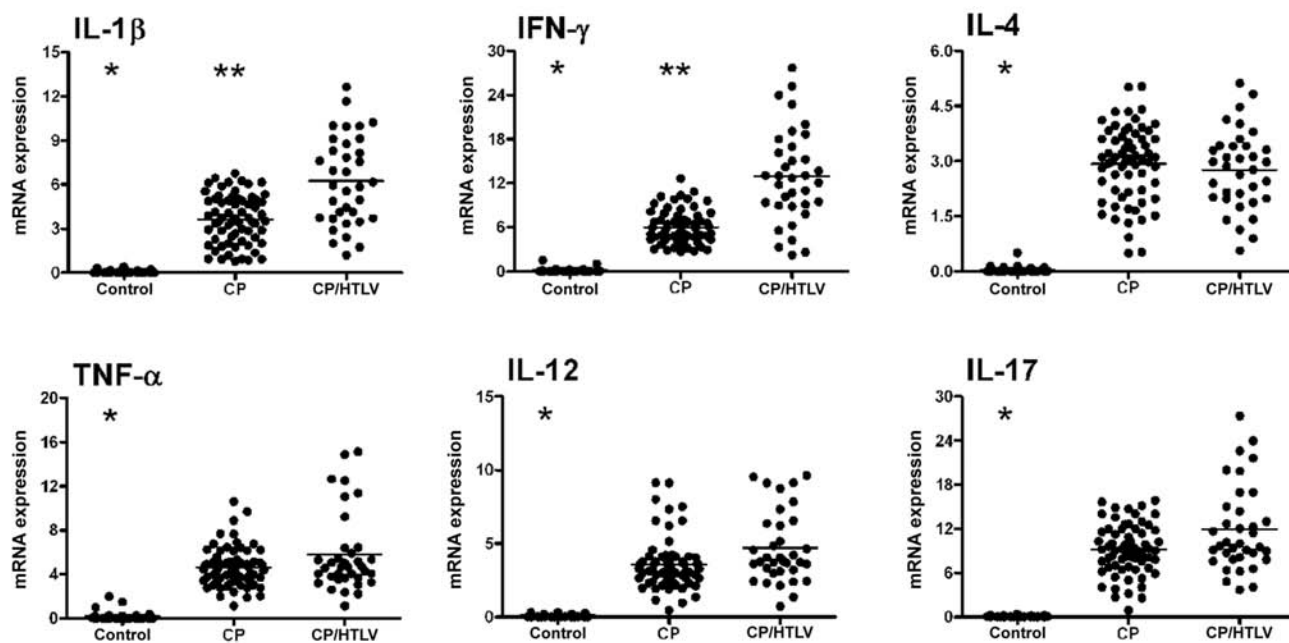 IL-1β
mRNA expression
15
12
9
6
3
0
*
**
Control
CP
CP/HTLV
IFN-γ
mRNA expression
30
24
18
12
6
0
*
**
Control
CP
CP/HTLV
IL-4
mRNA expression
6.0
4.5
3.0
1.5
0.0
*
Control
CP
CP/HTLV
TNF-α
mRNA expression
20
16
12
8
4
0
*
Control
CP
CP/HTLV
IL-12
mRNA expression
15
10
5
0
*
Control
CP
CP/HTLV
IL-17
mRNA expression
30
24
18
12
6
0
*
Control
CP
CP/HTLV